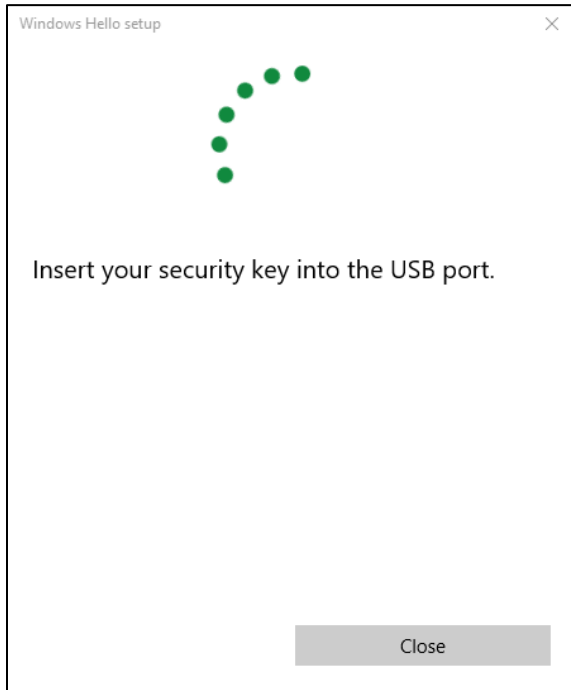 Windows Hello setup
Insert your security key into the USB port.
Close